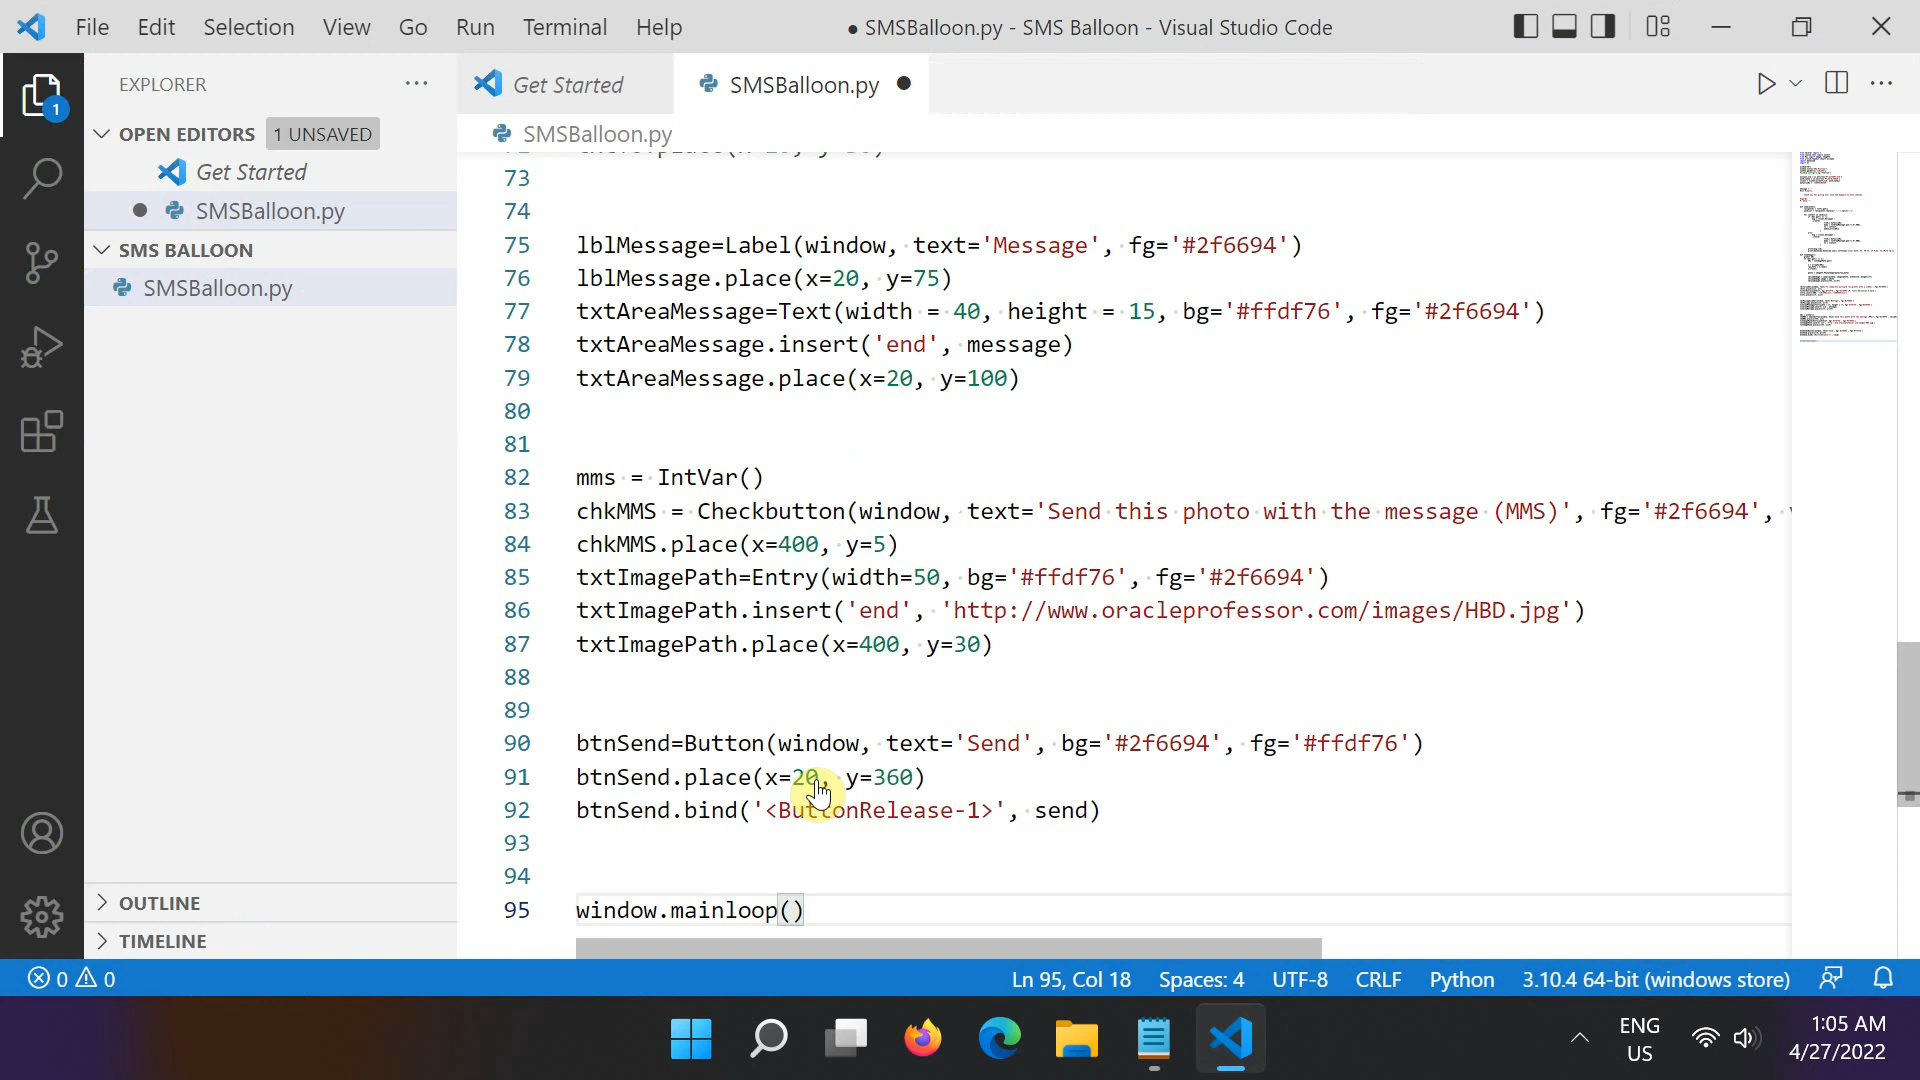 File Edit Selection View Go Run Terminal Help ● SMSBalloon.py - SMS Balloon - Visual Studio Code
EXPLORER ···
Get Started
SMSBalloon.py
1
OPEN EDITORS 1 UNSAVED
SMSBalloon.py
Get Started
SMSBalloon.py
SMS BALLOON
SMSBalloon.py
73
74
75 lblMessage=Label(window, text='Message', fg='#2f6694')
76 lblMessage.place(x=20, y=75)
77 txtAreaMessage=Text(width = 40, height = 15, bg='#ffdf76', fg='#2f6694')
78 txtAreaMessage.insert('end', message)
79 txtAreaMessage.place(x=20, y=100)
80
81
82 mms = IntVar()
83 chkMMS = Checkbutton(window, text='Send this photo with the message (MMS)', fg='#2f6694',
84 chkMMS.place(x=400, y=5)
85 txtImagePath=Entry(width=50, bg='#ffdf76', fg='#2f6694')
86 txtImagePath.insert('end', 'http://www.oracleprofessor.com/images/HBD.jpg')
87 txtImagePath.place(x=400, y=30)
88
89
90 btnSend=Button(window, text='Send', bg='#2f6694', fg='#ffdf76')
91 btnSend.place(x=20, y=360)
92 btnSend.bind('<ButtonRelease-1>', send)
93
94
95 window.mainloop()
OUTLINE
TIMELINE
0 0 Ln 95, Col 18 Spaces: 4 UTF-8 CRLF Python 3.10.4 64-bit (windows store)
ENG
US
1:05 AM
4/27/2022